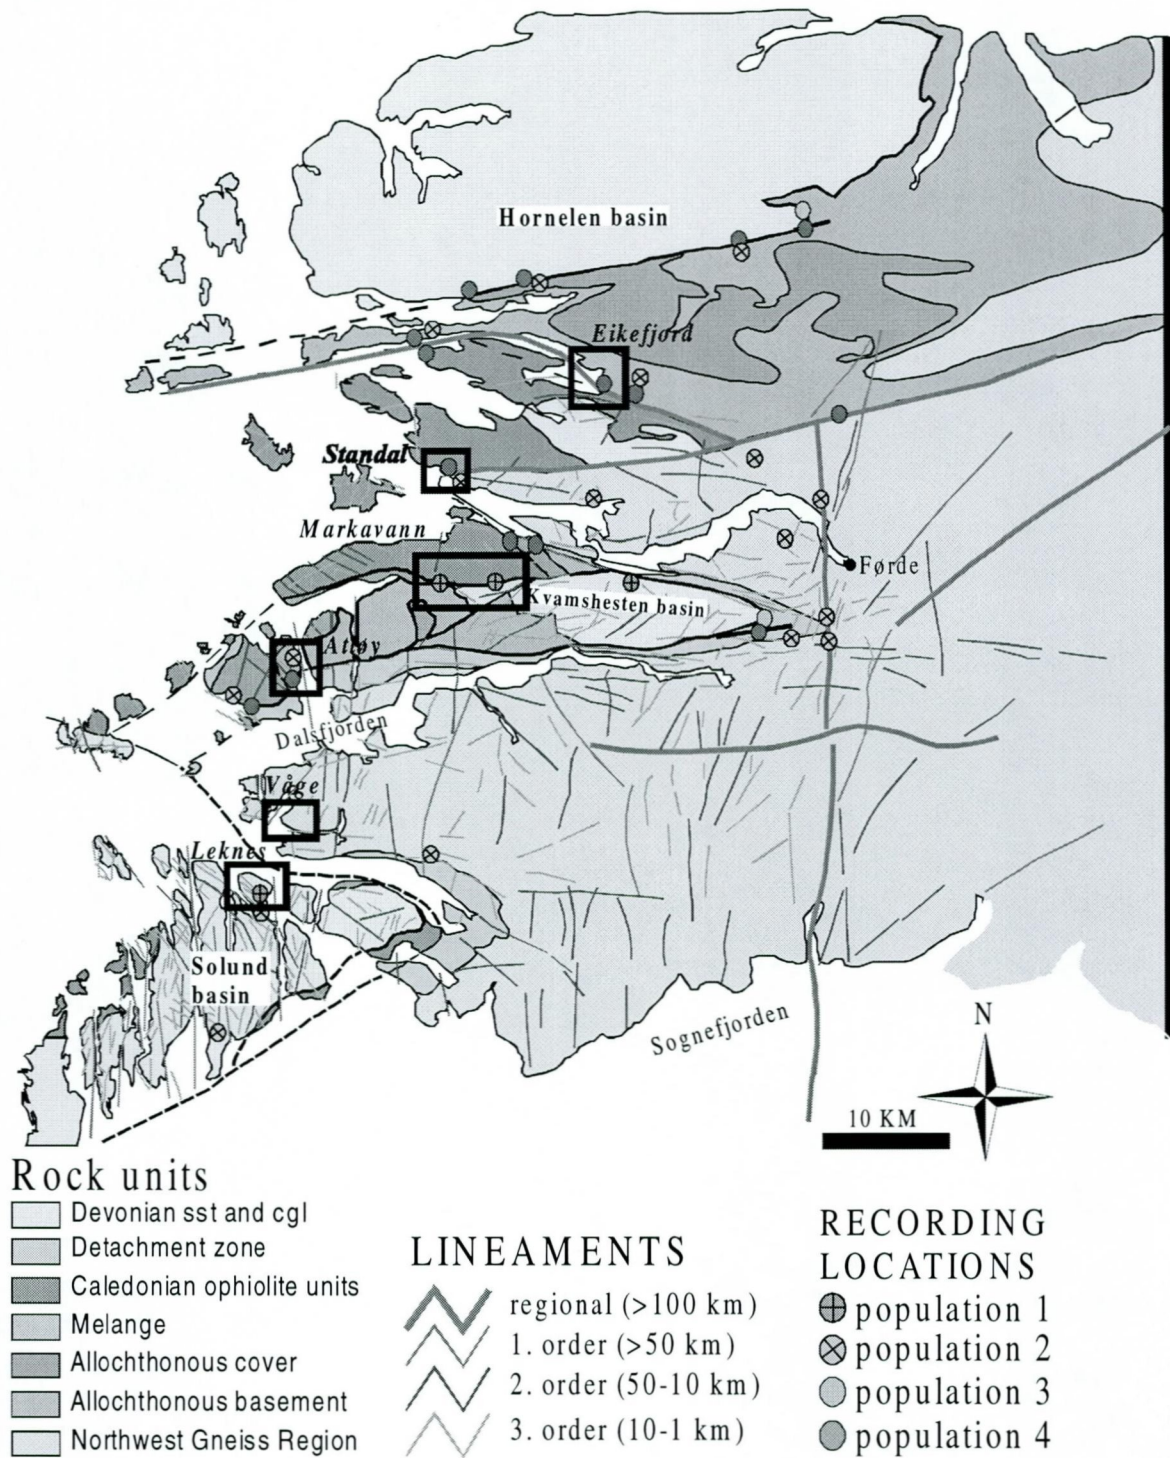 Hornelen basin
Eikefjord
Standal
Markavann
Førde
Kvamshesten basin
Atløy
Dalsfjorden
Våge
Leknes
Solund
basin
Sognefjorden
N
10 KM
Rock units
Devonian sst and cgl
Detachment zone
Caledonian ophiolite units
Melange
Allochthonous cover
Allochthonous basement
Northwest Gneiss Region
LINEAMENTS
regional (>100 km)
1. order (>50 km)
2. order (50-10 km)
3. order (10-1 km)
RECORDING
LOCATIONS
population 1
population 2
population 3
population 4